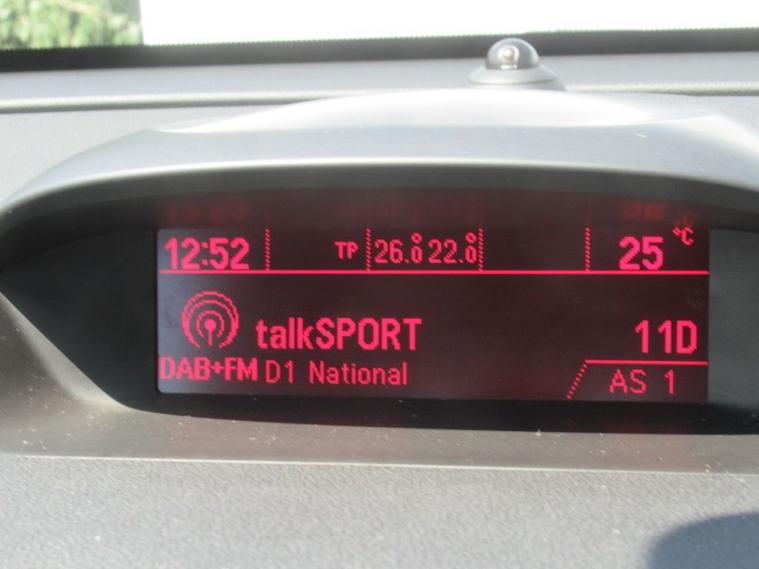 12:52 TP 26.0° 22.0° 25 °C
talkSPORT 11D
DAB+FM D1 National AS 1